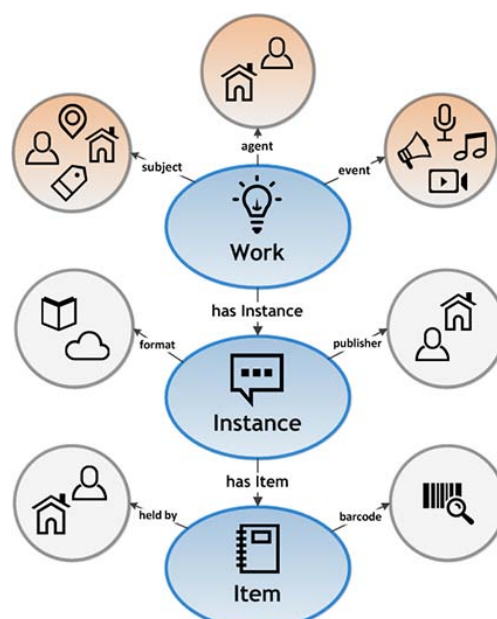 agent
subject
event
Work
has Instance
format
publisher
Instance
has Item
held by
barcode
Item